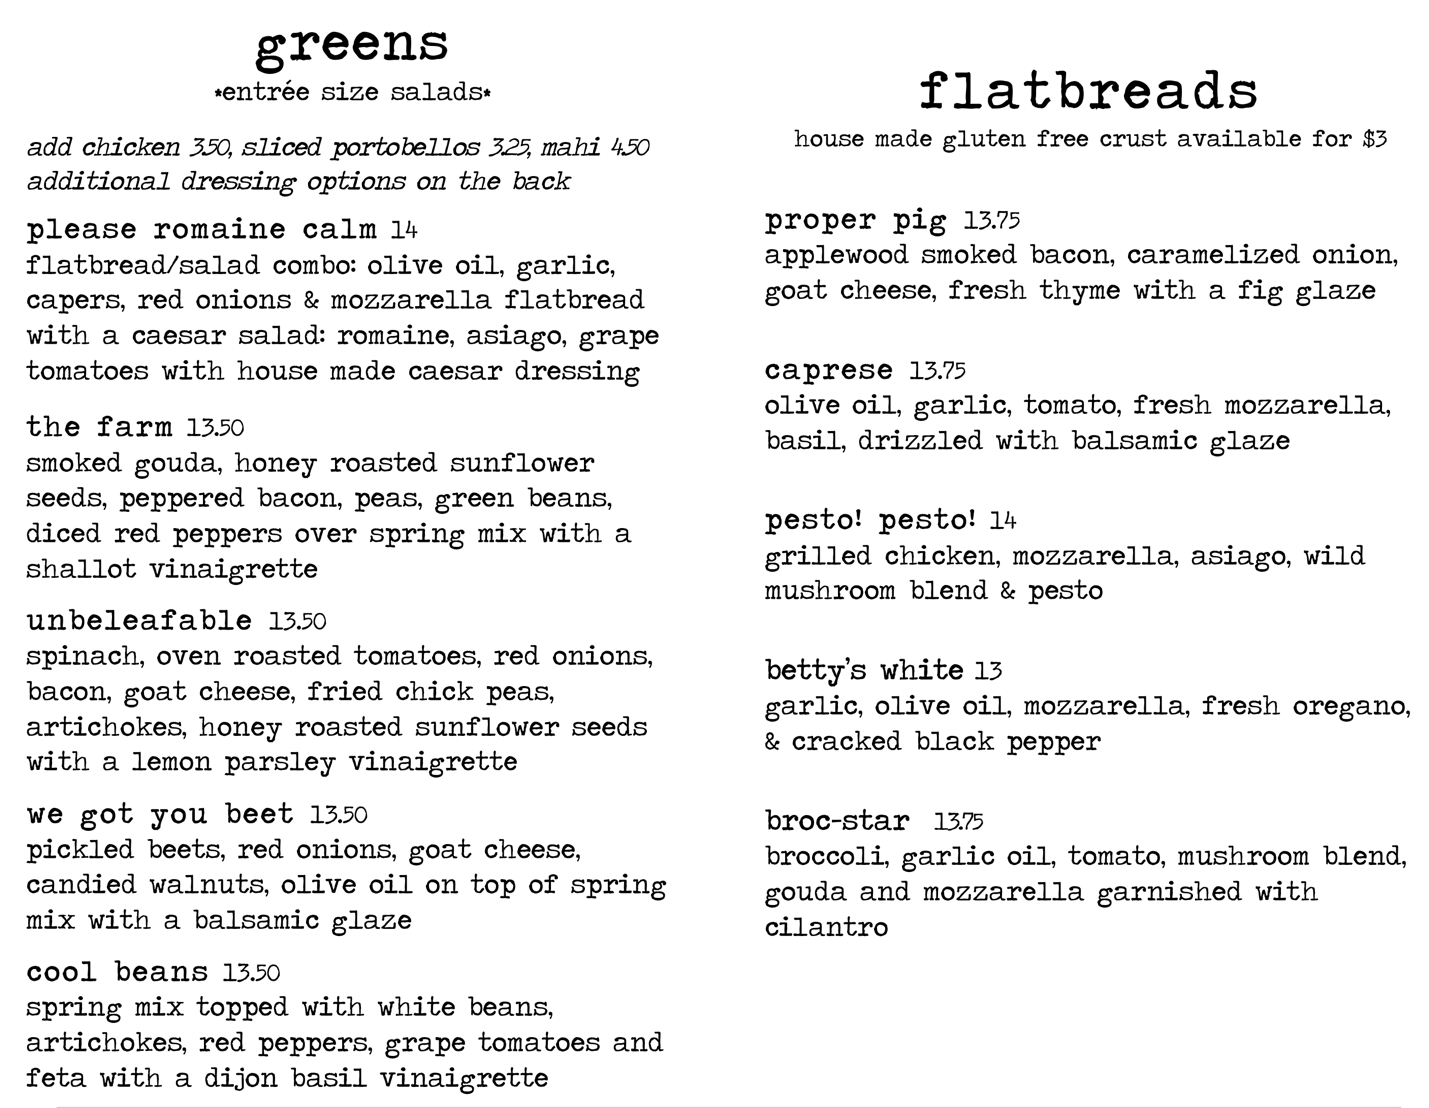 greens
*entrée size salads*
add chicken 3.50, sliced portobellos 3.25, mahi 4.50
additional dressing options on the back
please romaine calm 14
flatbread/salad combo: olive oil, garlic,
capers, red onions & mozzarella flatbread
with a caesar salad: romaine, asiago, grape
tomatoes with house made caesar dressing
the farm 13.50
smoked gouda, honey roasted sunflower
seeds, peppered bacon, peas, green beans,
diced red peppers over spring mix with a
shallot vinaigrette
unbeleafable 13.50
spinach, oven roasted tomatoes, red onions,
bacon, goat cheese, fried chick peas,
artichokes, honey roasted sunflower seeds
with a lemon parsley vinaigrette
we got you beet 13.50
pickled beets, red onions, goat cheese,
candied walnuts, olive oil on top of spring
mix with a balsamic glaze
cool beans 13.50
spring mix topped with white beans,
artichokes, red peppers, grape tomatoes and
feta with a dijon basil vinaigrette
flatbreads
house made gluten free crust available for $3
proper pig 13.75
applewood smoked bacon, caramelized onion,
goat cheese, fresh thyme with a fig glaze
caprese 13.75
olive oil, garlic, tomato, fresh mozzarella,
basil, drizzled with balsamic glaze
pesto! pesto! 14
grilled chicken, mozzarella, asiago, wild
mushroom blend & pesto
betty's white 13
garlic, olive oil, mozzarella, fresh oregano,
& cracked black pepper
broc-star 13.75
broccoli, garlic oil, tomato, mushroom blend,
gouda and mozzarella garnished with
cilantro